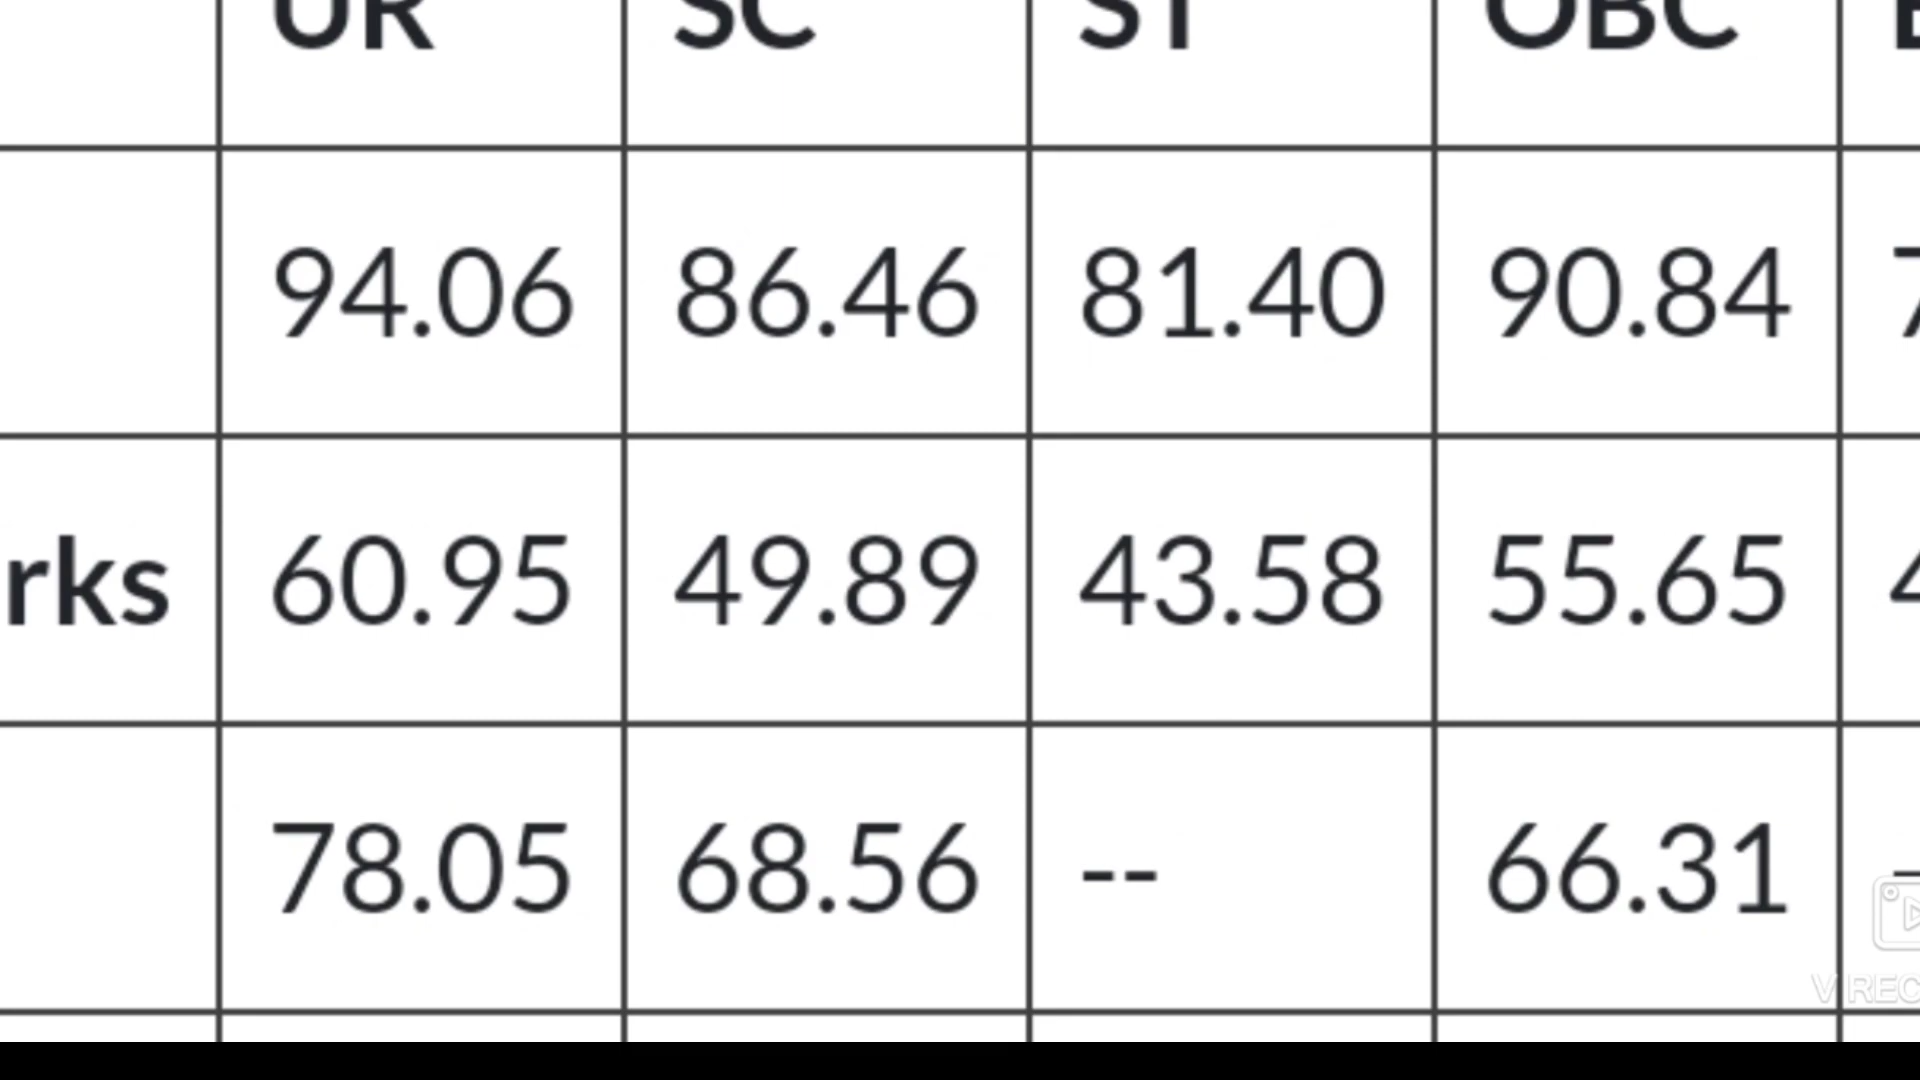 UR SC ST OBC
94.06 86.46 81.40 90.84
rks 60.95 49.89 43.58 55.65
78.05 68.56 -- 66.31
V REC